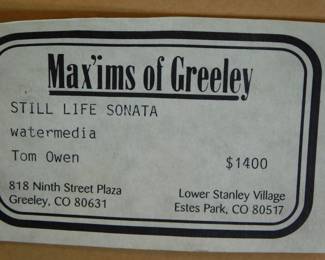 Max'ims of Greeley
STILL LIFE SONATA
watermedia
Tom Owen
$1400
818 Ninth Street Plaza
Greeley, CO 80631
Lower Stanley Village
Estes Park, CO 80517